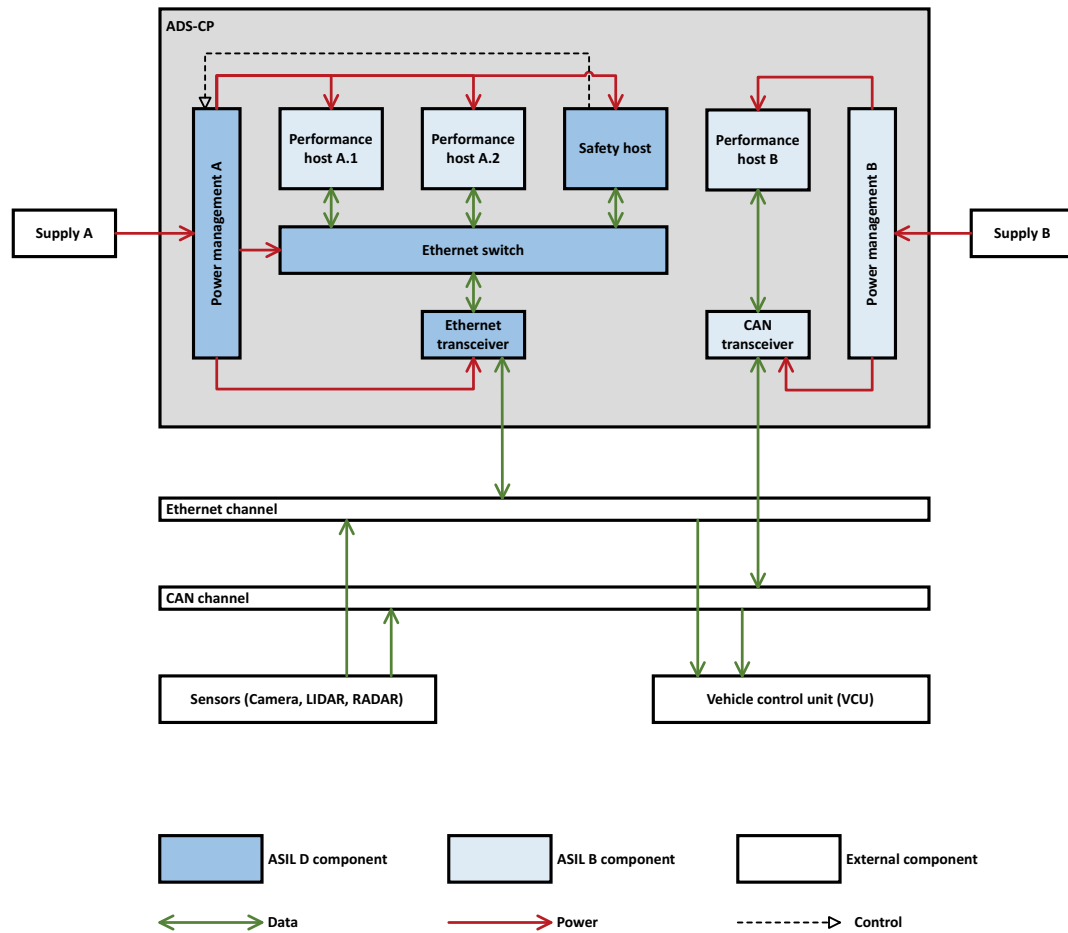 ADS-CP
Performance
host A.1
Performance
host A.2
Safety host
Performance
host B
Power management A
Power management B
Supply A
Supply B
Ethernet switch
Ethernet
transceiver
CAN
transceiver
Ethernet channel
CAN channel
Sensors (Camera, LIDAR, RADAR)
Vehicle control unit (VCU)
ASIL D component
ASIL B component
External component
Data
Power
Control